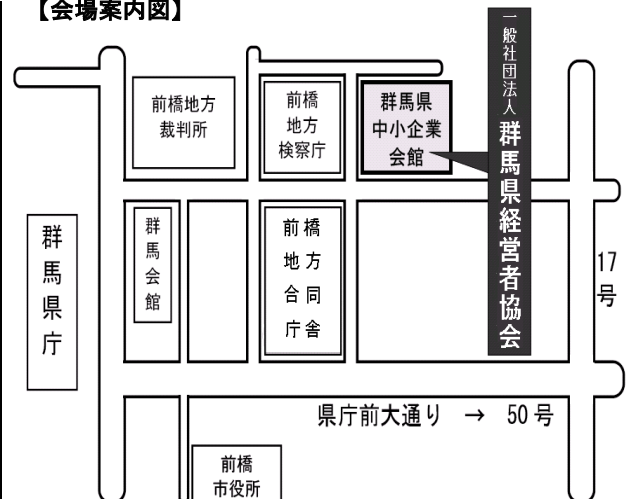 【会場案内図】
前橋地方
裁判所
前橋
地方
検察庁
群馬県
中小企業
会館
一般社団法人 群馬県経営者協会
群馬県庁
群馬会館
前橋
地方
合同
庁舎
17
号
県庁前大通り → 50号
前橋
市役所